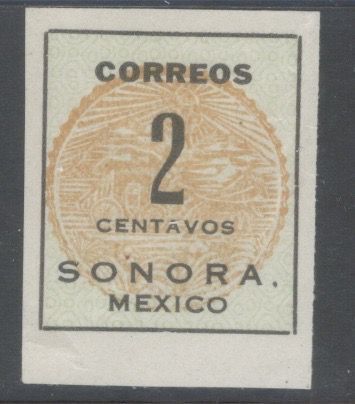 CORREOS
2
CENTAVOS
SONORA.
MEXICO